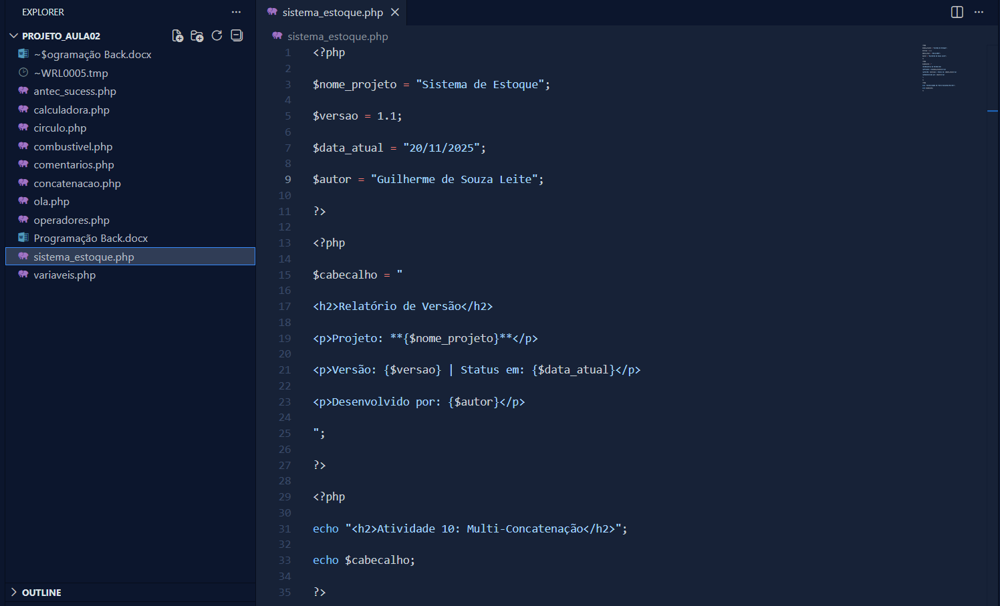 EXPLORER
PROJETO_AULA02
~$ogramação Back.docx
~WRL0005.tmp
antec_sucess.php
calculadora.php
circulo.php
combustivel.php
comentarios.php
concatenacao.php
ola.php
operadores.php
Programação Back.docx
sistema_estoque.php
variaveis.php
OUTLINE
sistema_estoque.php
sistema_estoque.php
1 <?php
2
3 $nome_projeto = "Sistema de Estoque";
4
5 $versao = 1.1;
6
7 $data_atual = "20/11/2025";
8
9 $autor = "Guilherme de Souza Leite";
10
11 ?>
12
13 <?php
14
15 $cabecalho = "
16
17 <h2>Relatório de Versão</h2>
18
19 <p>Projeto: **{$nome_projeto}**</p>
20
21 <p>Versão: {$versao} | Status em: {$data_atual}</p>
22
23 <p>Desenvolvido por: {$autor}</p>
24
25 ";
26
27 ?>
28
29 <?php
30
31 echo "<h2>Atividade 10: Multi-Concatenação</h2>";
32
33 echo $cabecalho;
34
35 ?>